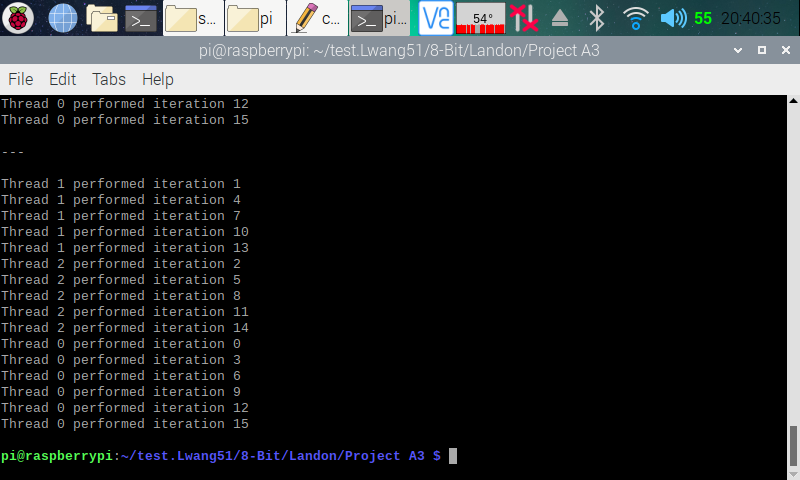 s... pi c... pi... 54° 55 20:40:35
pi@raspberrypi: ~/test.Lwang51/8-Bit/Landon/Project A3
File Edit Tabs Help
Thread 0 performed iteration 12
Thread 0 performed iteration 15
---
Thread 1 performed iteration 1
Thread 1 performed iteration 4
Thread 1 performed iteration 7
Thread 1 performed iteration 10
Thread 1 performed iteration 13
Thread 2 performed iteration 2
Thread 2 performed iteration 5
Thread 2 performed iteration 8
Thread 2 performed iteration 11
Thread 2 performed iteration 14
Thread 0 performed iteration 0
Thread 0 performed iteration 3
Thread 0 performed iteration 6
Thread 0 performed iteration 9
Thread 0 performed iteration 12
Thread 0 performed iteration 15
pi@raspberrypi:~/test.Lwang51/8-Bit/Landon/Project A3 $